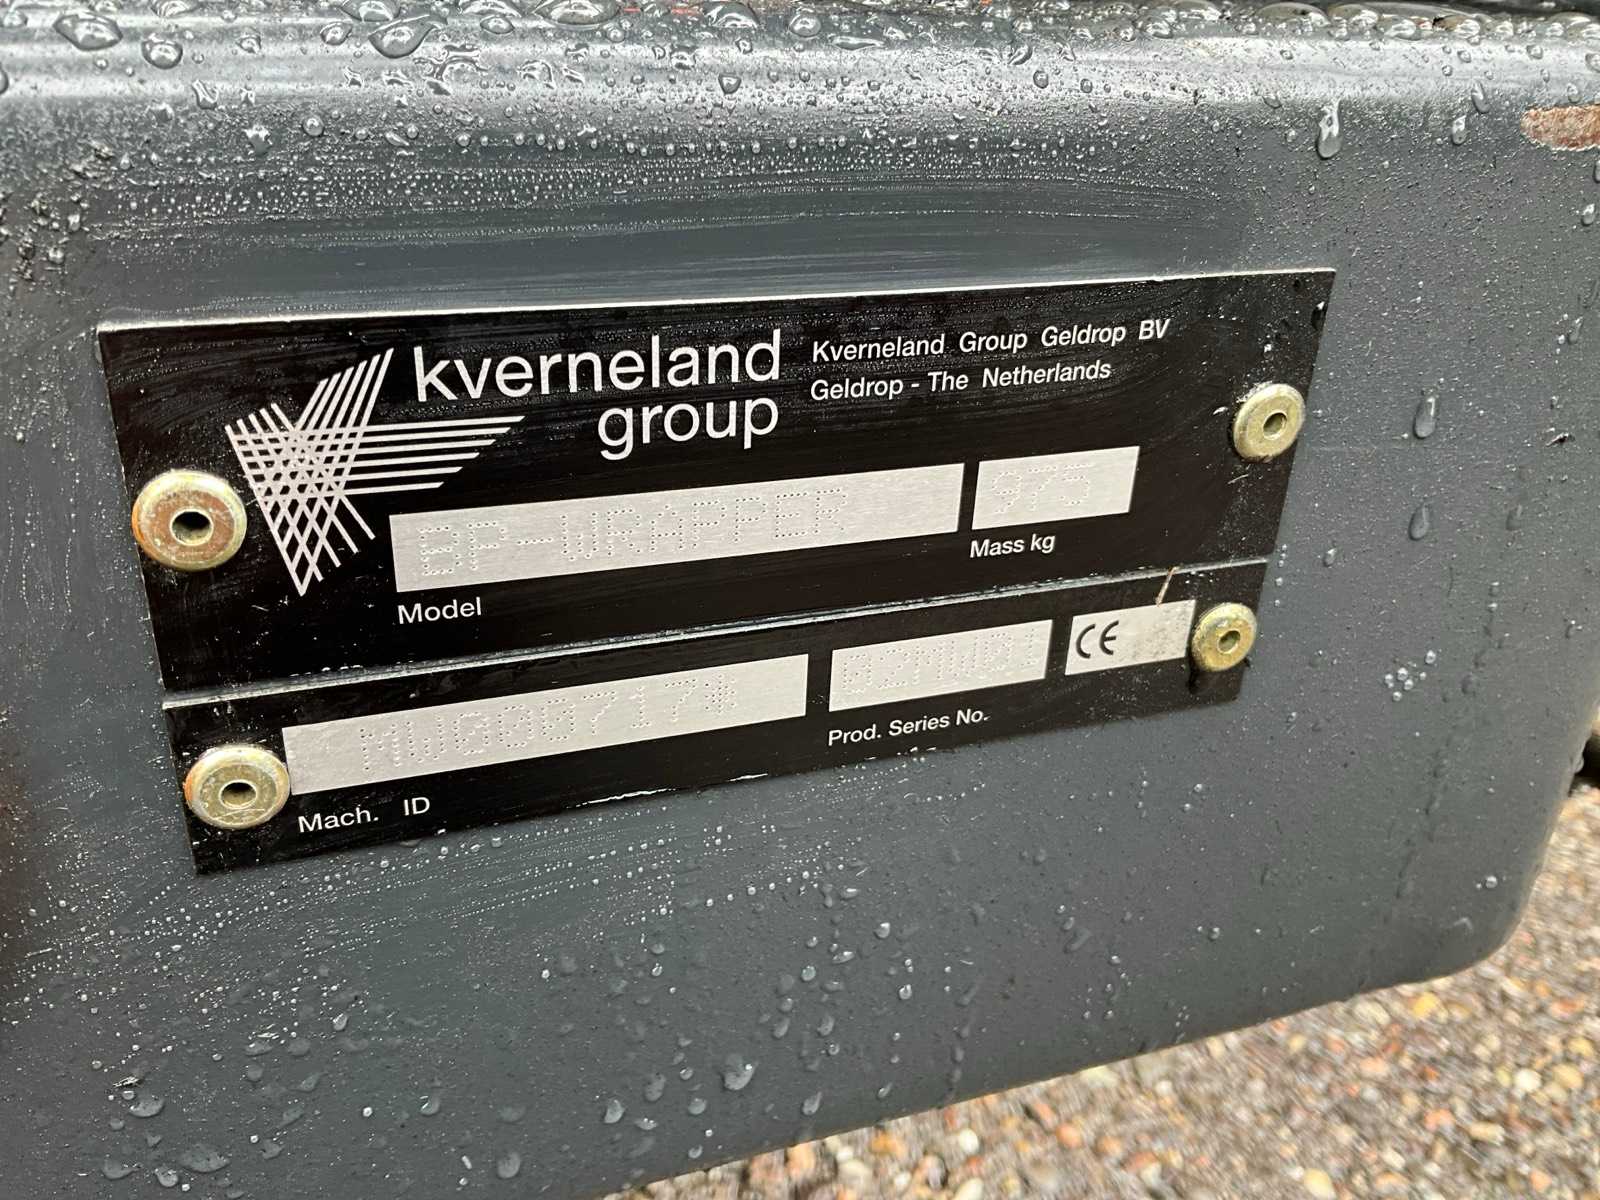 kverneland
group
Kverneland Group Geldrop BV
Geldrop - The Netherlands
BP-WRAPPER
975
Model
Mass kg
02MW01
CE
Mach. ID
Prod. Series No.